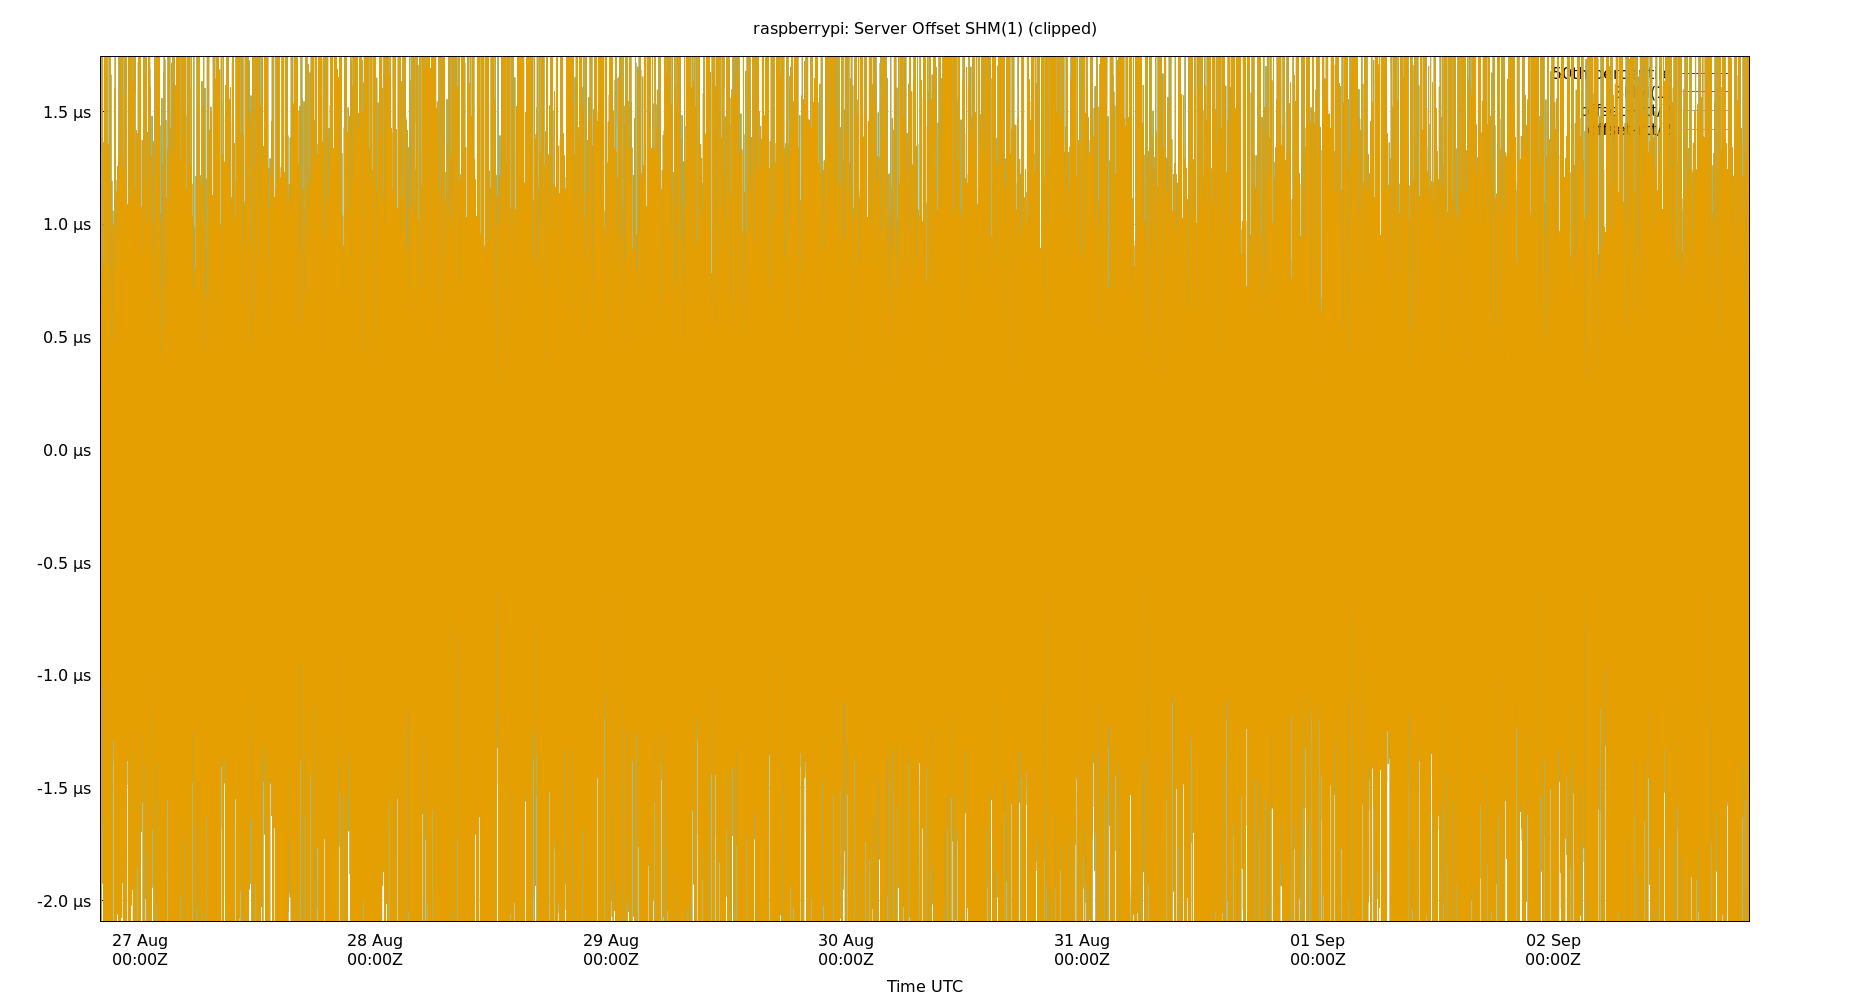 raspberrypi: Server Offset SHM(1) (clipped)
1.5 µs
1.0 µs
0.5 µs
0.0 µs
-0.5 µs
-1.0 µs
-1.5 µs
-2.0 µs
27 Aug 28 Aug 29 Aug 30 Aug 31 Aug 01 Sep 02 Sep
00:00Z 00:00Z 00:00Z 00:00Z 00:00Z 00:00Z 00:00Z
Time UTC